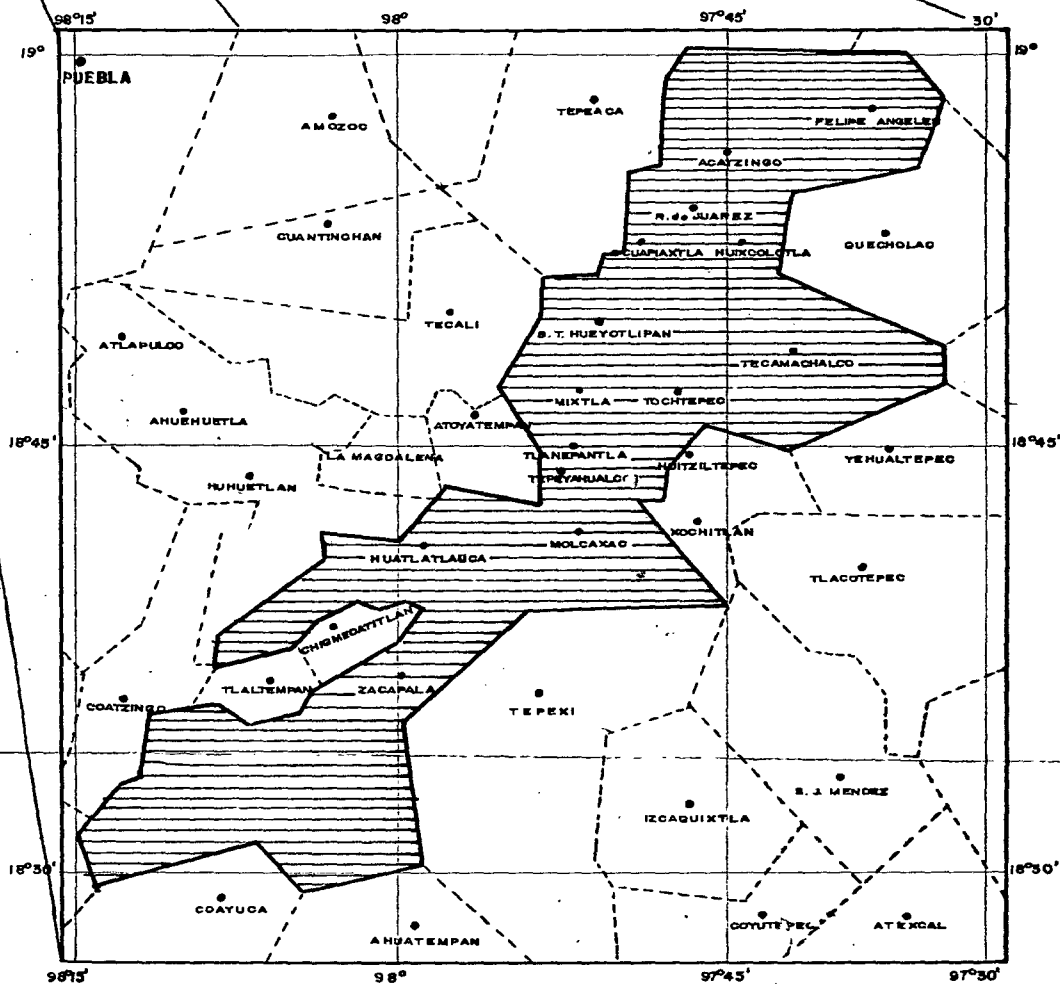 98°15' 98° 97°45' 30'
19° 19°
PUEBLA
AMOZOC
TEPEACA
FELIPE ANGELES
ACATZINGO
R. de JUAREZ
CUANTINCHAN
CUAPIAXTLA HUIXCOLOTLA
QUECHOLAC
TECALI
S.T. HUEYOTLIPAN
ATLAPULCO
TECAMACHALCO
MIXTLA TOCHTEPEC
AHUEHUETLA
ATOYATEMPAN
18°45' 18°45'
LA MAGDALENA
TLANEPANTLA
HUITZILTEPEC
YEHUALTEPEC
HUHUETLAN
TEPEYAHUALCO
XOCHITLAN
MOLCAXAC
HUATLATLAUCA
TLACOTEPEC
CHIGMECATITLAN
TLALTEMPAN
ZACAPALA
COATZINGO
TEPEXI
S. J. MENDEZ
IZCAQUIXTLA
18°30' 18°30'
COAYUCA
COYUTEPEC
ATEXCAL
AHUATEMPAN
98°15' 98° 97°45' 97°30'